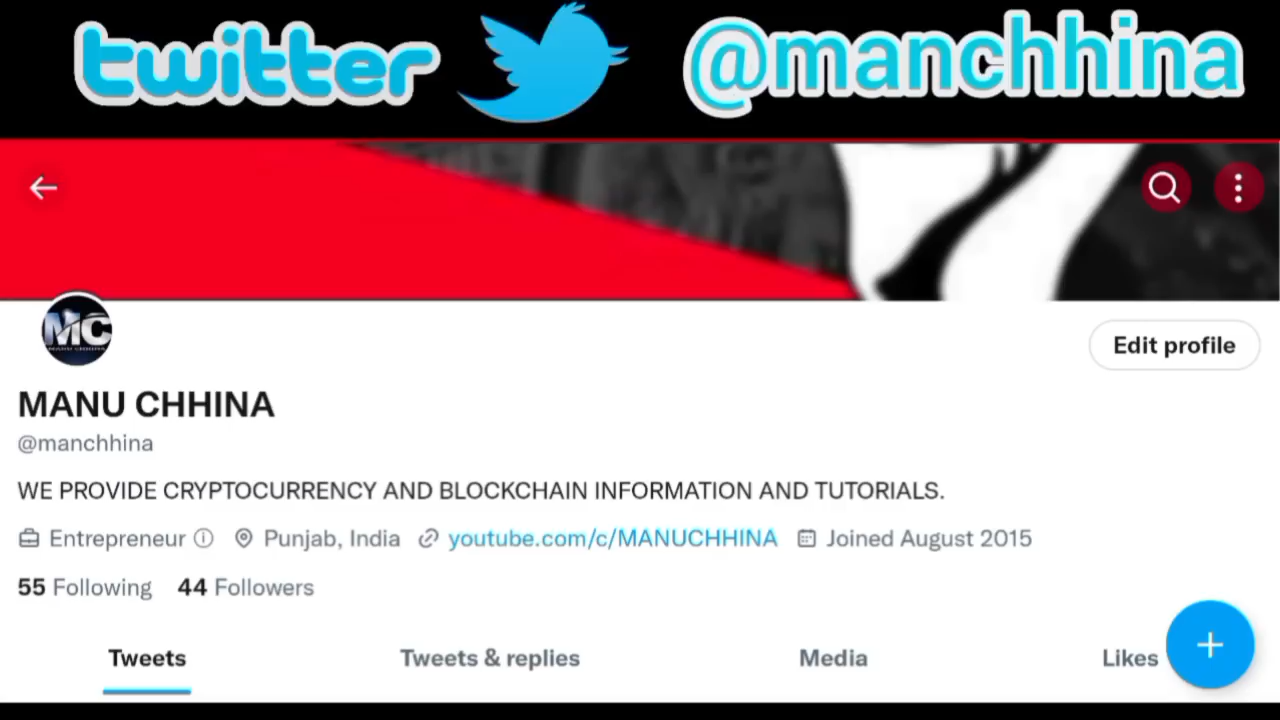 twitter @manchhina
MC
Edit profile
MANU CHHINA
@manchhina
WE PROVIDE CRYPTOCURRENCY AND BLOCKCHAIN INFORMATION AND TUTORIALS.
Entrepreneur Punjab, India youtube.com/c/MANUCHHINA Joined August 2015
55 Following 44 Followers
Tweets Tweets & replies Media Likes